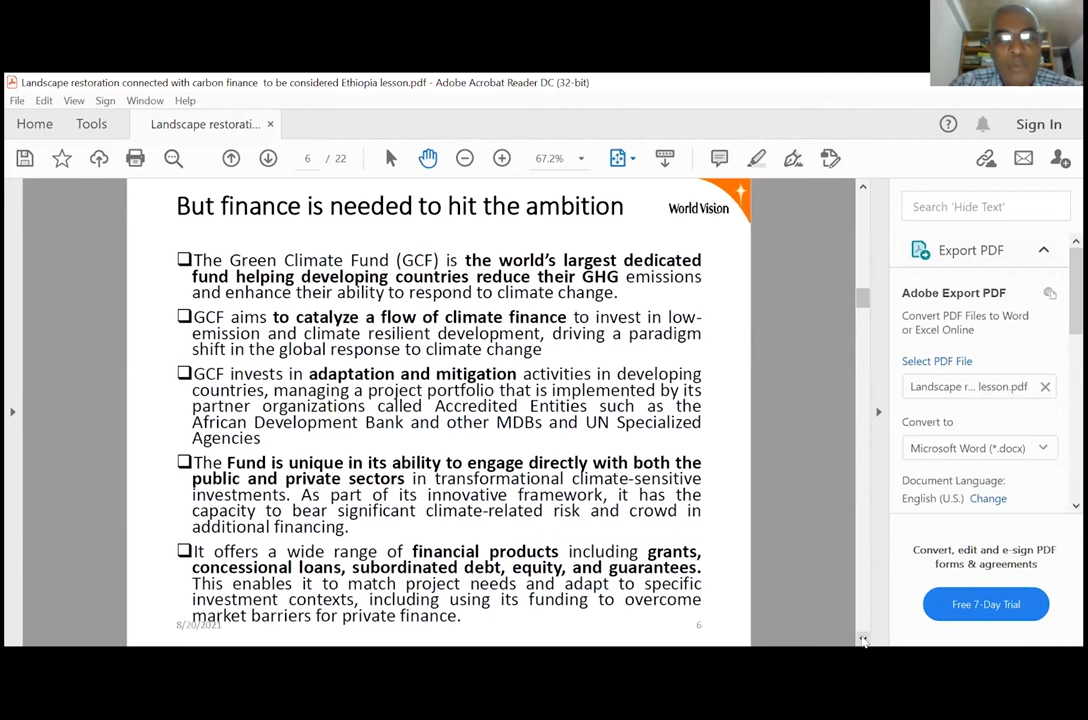 Landscape restoration connected with carbon finance  to be considered Ethiopia lesson.pdf - Adobe Acrobat Reader DC (32-bit)
File Edit View Sign Window Help
Home Tools Landscape restorati... × Sign In
6 / 22 67.2%
But finance is needed to hit the ambition
World Vision
❑The Green Climate Fund (GCF) is the world's largest dedicated
fund helping developing countries reduce their GHG emissions
and enhance their ability to respond to climate change.
❑GCF aims to catalyze a flow of climate finance to invest in low-
emission and climate resilient development, driving a paradigm
shift in the global response to climate change
❑GCF invests in adaptation and mitigation activities in developing
countries, managing a project portfolio that is implemented by its
partner organizations called Accredited Entities such as the
African Development Bank and other MDBs and UN Specialized
Agencies
❑The Fund is unique in its ability to engage directly with both the
public and private sectors in transformational climate-sensitive
investments. As part of its innovative framework, it has the
capacity to bear significant climate-related risk and crowd in
additional financing.
❑It offers a wide range of financial products including grants,
concessional loans, subordinated debt, equity, and guarantees.
This enables it to match project needs and adapt to specific
investment contexts, including using its funding to overcome
market barriers for private finance.
8/20/2021 6
Search 'Hide Text'
Export PDF
Adobe Export PDF
Convert PDF Files to Word
or Excel Online
Select PDF File
Landscape r... lesson.pdf
Convert to
Microsoft Word (*.docx)
Document Language:
English (U.S.) Change
Convert, edit and e-sign PDF
forms & agreements
Free 7-Day Trial